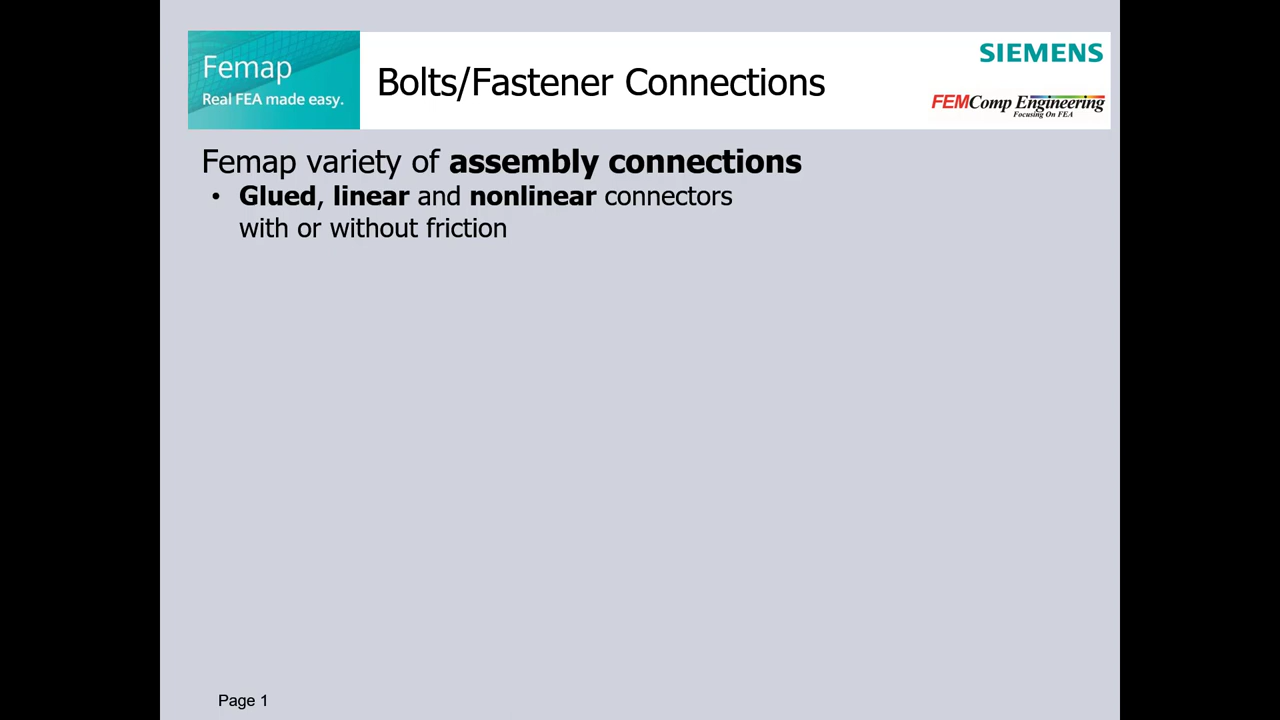 Femap
Real FEA made easy.
Bolts/Fastener Connections
SIEMENS
FEMComp Engineering
Focusing On FEA
Femap variety of assembly connections
• Glued, linear and nonlinear connectors
with or without friction
Page 1